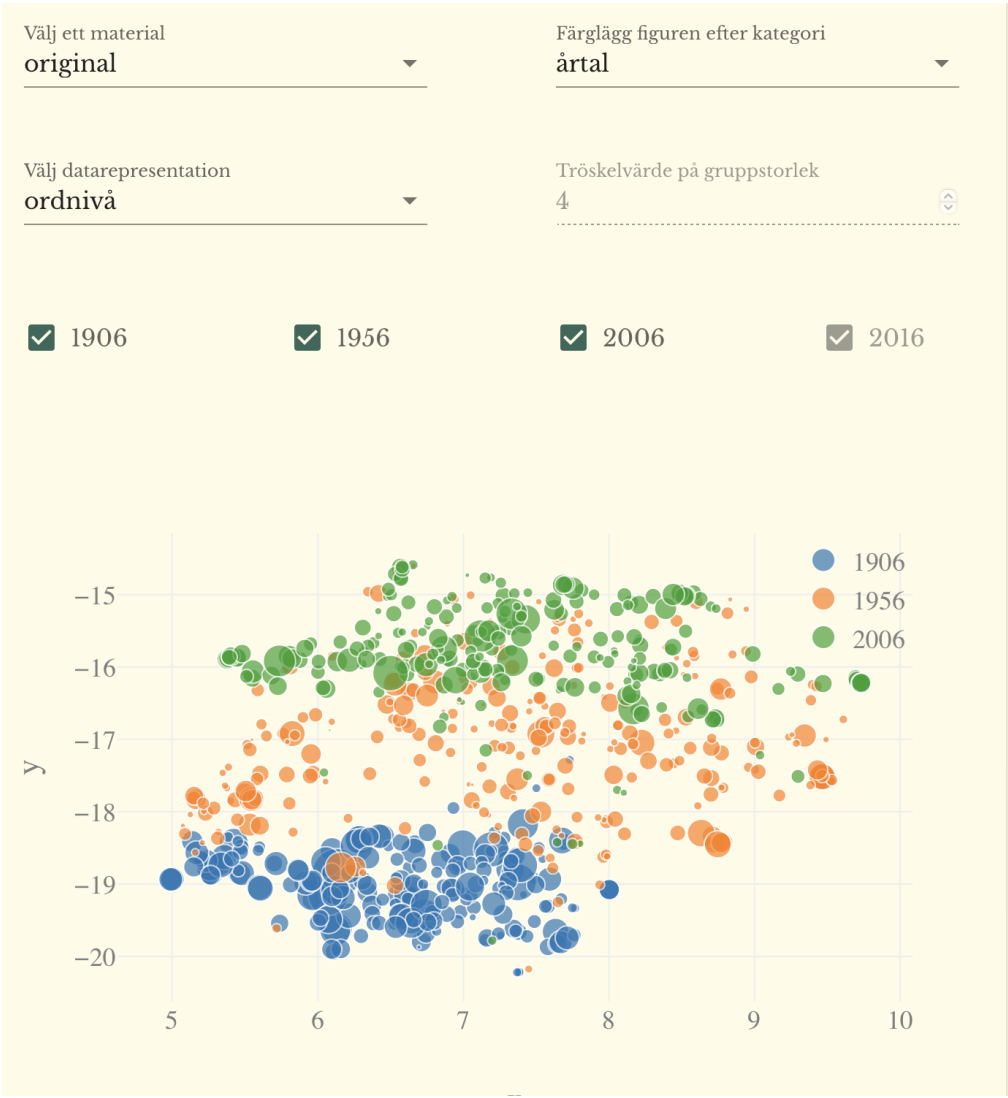 Välj ett material
original
Färglägg figuren efter kategori
årtal
Välj datarepresentation
ordnivå
Tröskelvärde på gruppstorlek
4
1906
1956
2006
2016
1906
1956
2006
−15
−16
−17
−18
−19
−20
y
5 6 7 8 9 10